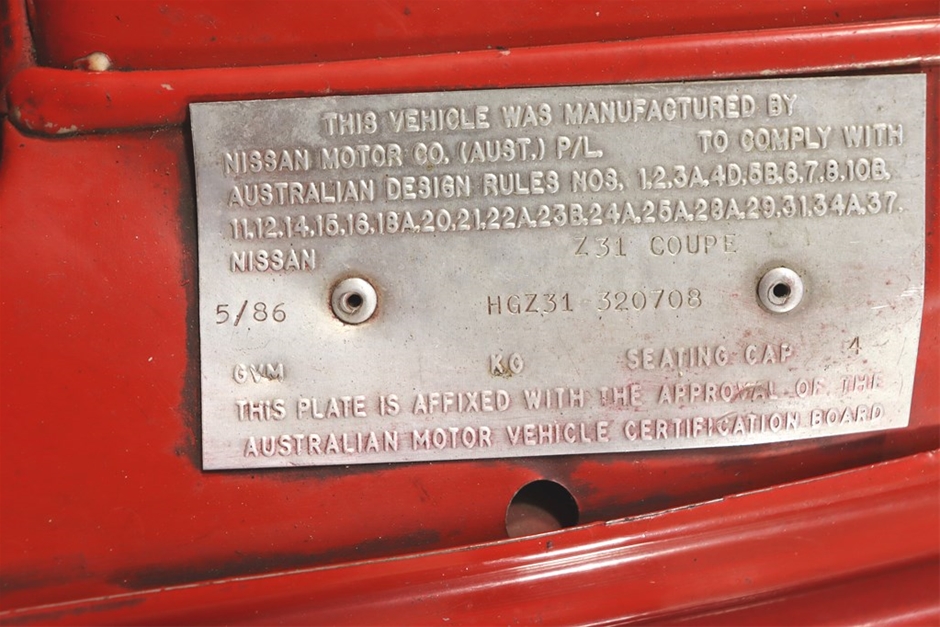 THIS VEHICLE WAS MANUFACTURED BY
NISSAN MOTOR CO. (AUST.) P/L. TO COMPLY WITH
AUSTRALIAN DESIGN RULES NOS. 1.2.3A.4D.5B.6.7.8.10B.
11.12.14.15.16.18A.20.21.22A.23B.24A.25A.28A.29.31.34A.37.
NISSAN Z31 COUPE
5/86 HGZ31 320708
GVM KG SEATING CAP 4
THIS PLATE IS AFFIXED WITH THE APPROVAL OF THE
AUSTRALIAN MOTOR VEHICLE CERTIFICATION BOARD